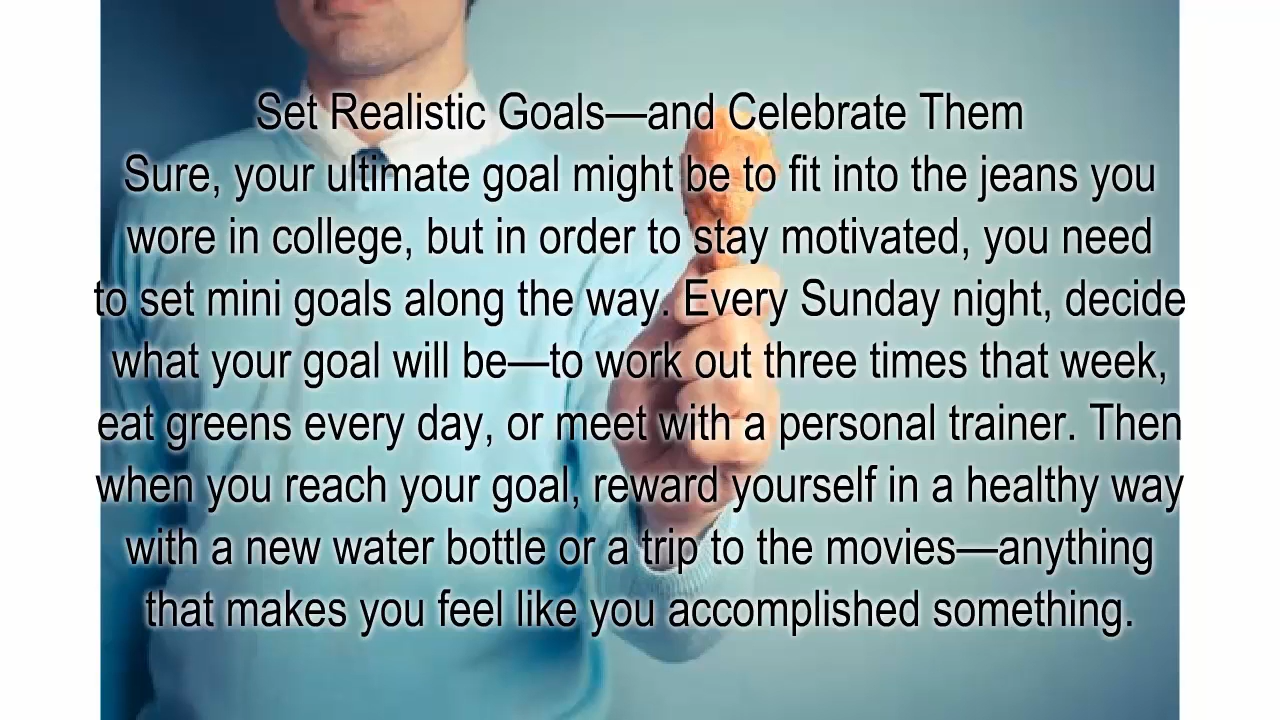 Set Realistic Goals—and Celebrate Them
Sure, your ultimate goal might be to fit into the jeans you
wore in college, but in order to stay motivated, you need
to set mini goals along the way. Every Sunday night, decide
what your goal will be—to work out three times that week,
eat greens every day, or meet with a personal trainer. Then
when you reach your goal, reward yourself in a healthy way
with a new water bottle or a trip to the movies—anything
that makes you feel like you accomplished something.